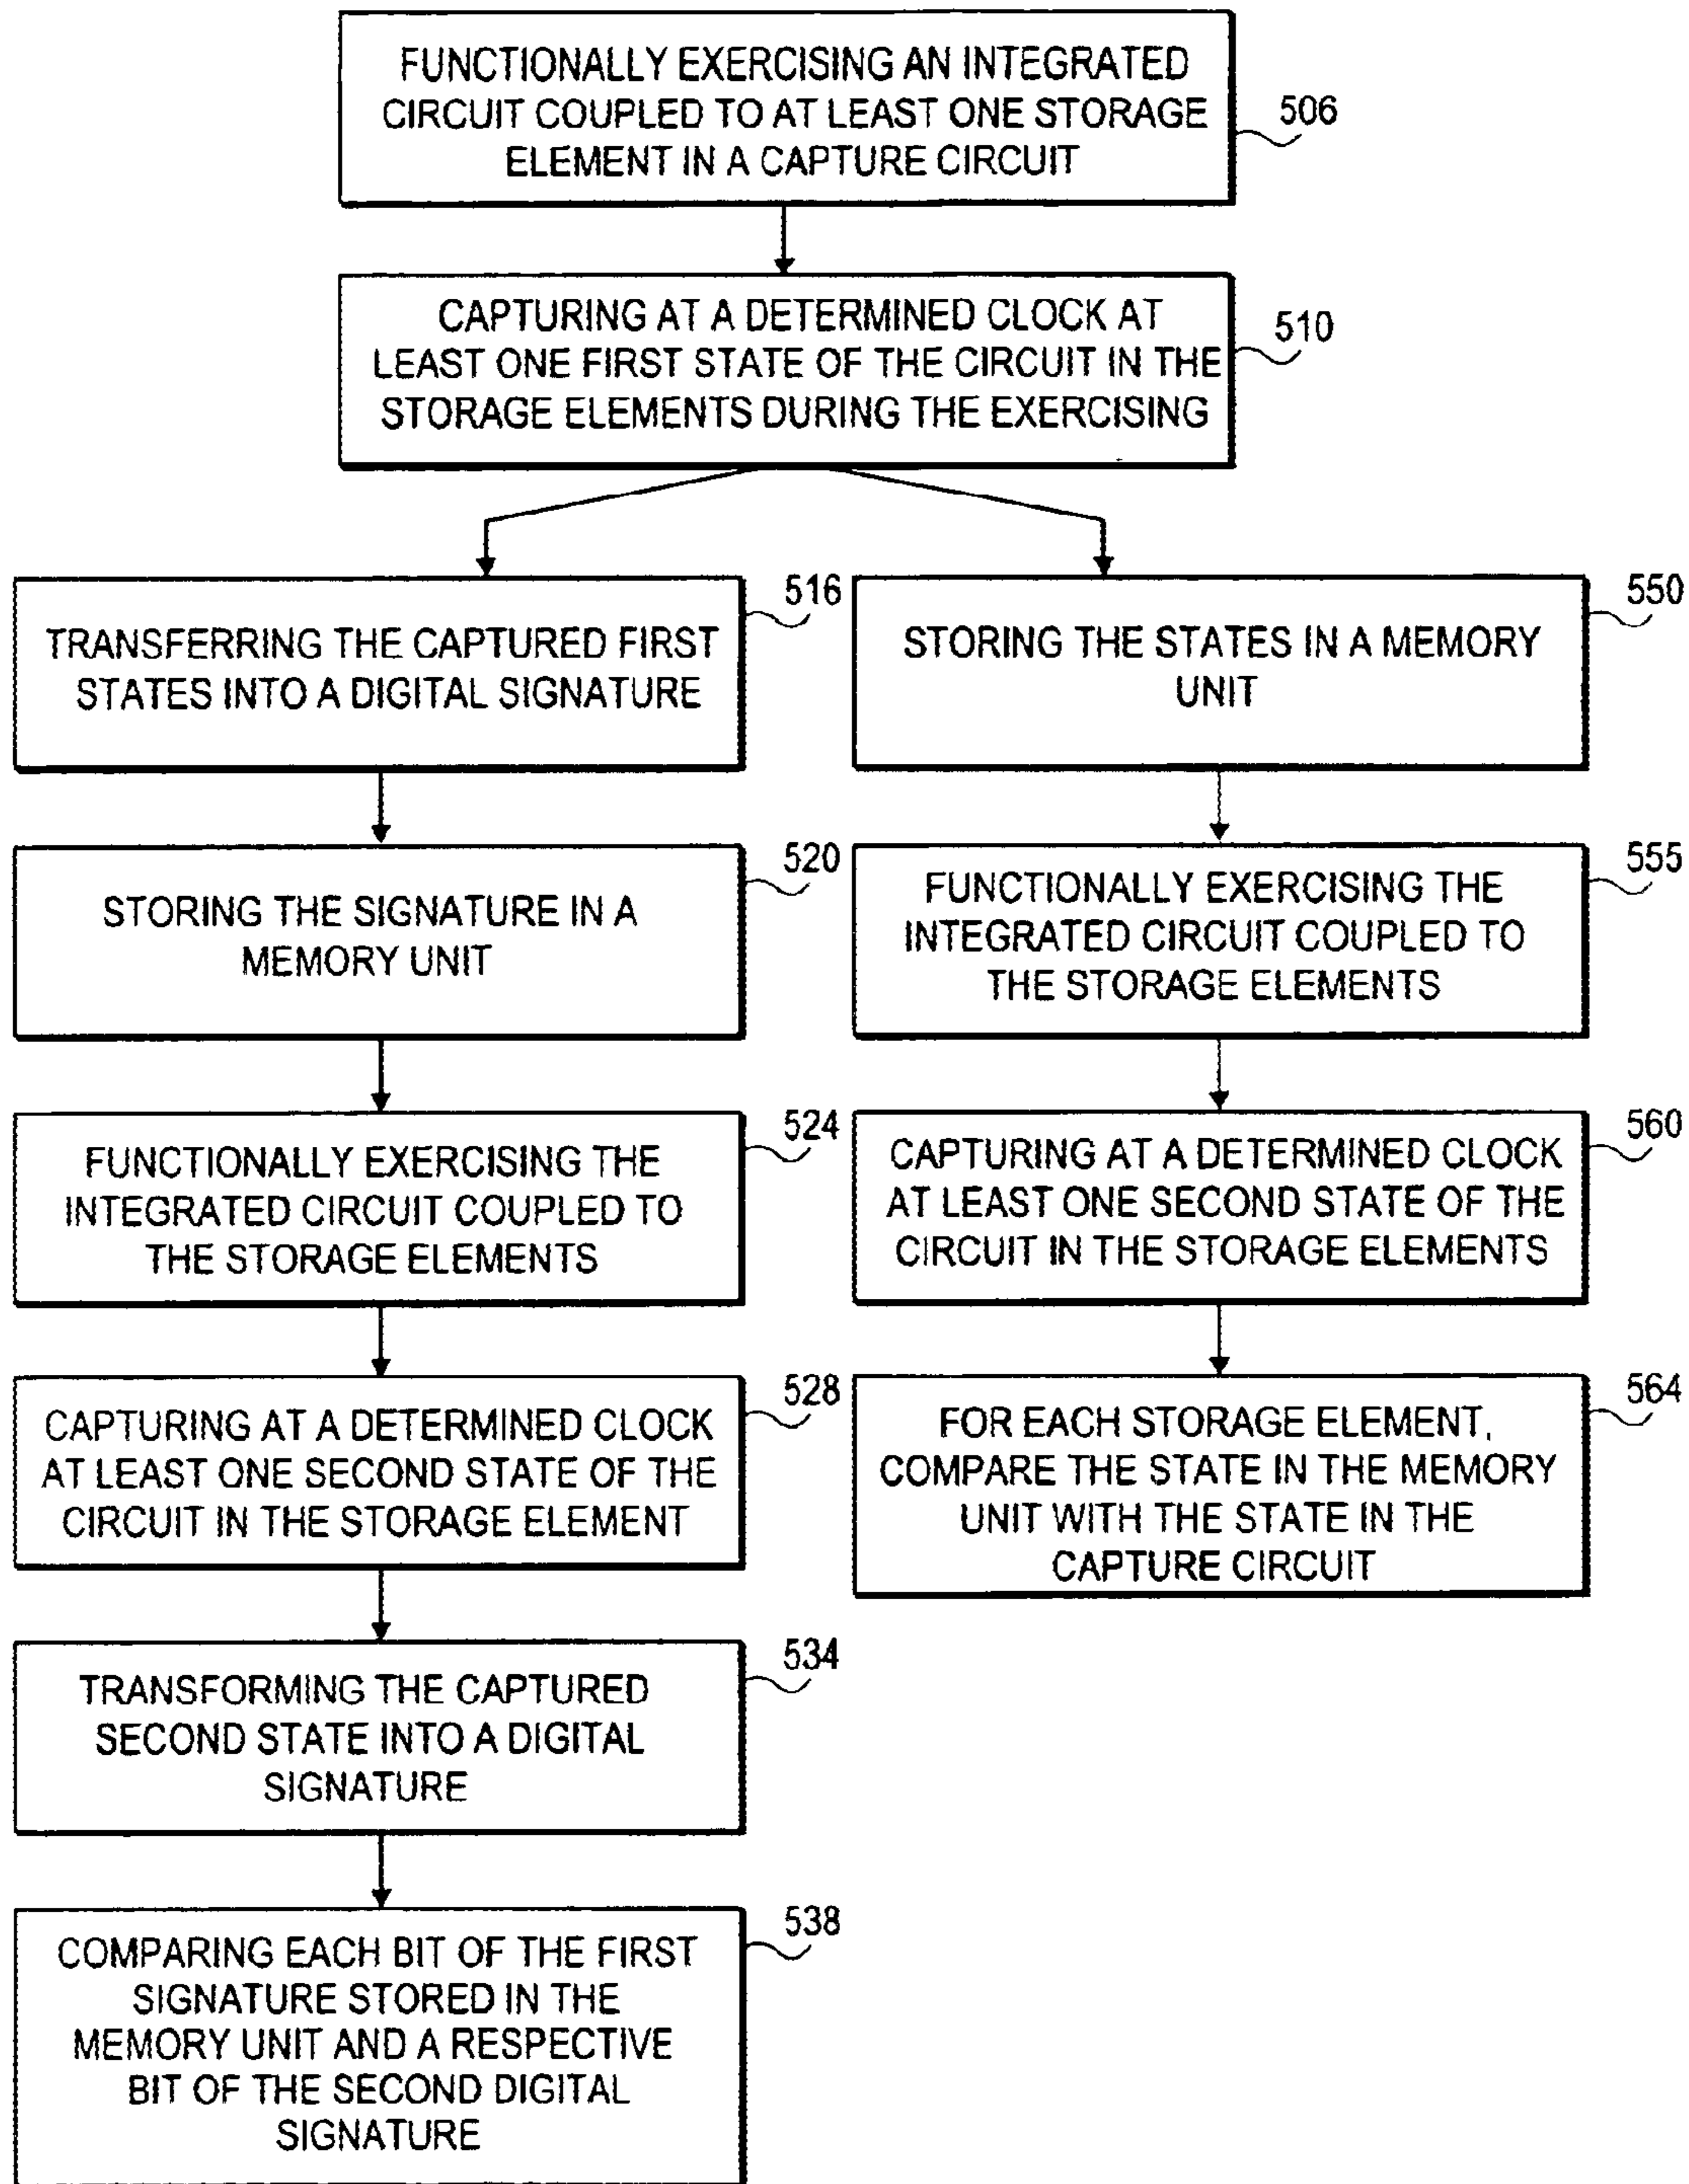 FUNCTIONALLY EXERCISING AN INTEGRATED
CIRCUIT COUPLED TO AT LEAST ONE STORAGE
ELEMENT IN A CAPTURE CIRCUIT
506
CAPTURING AT A DETERMINED CLOCK AT
LEAST ONE FIRST STATE OF THE CIRCUIT IN THE
STORAGE ELEMENTS DURING THE EXERCISING
510
TRANSFERRING THE CAPTURED FIRST
STATES INTO A DIGITAL SIGNATURE
516
STORING THE SIGNATURE IN A
MEMORY UNIT
520
FUNCTIONALLY EXERCISING THE
INTEGRATED CIRCUIT COUPLED TO
THE STORAGE ELEMENTS
524
CAPTURING AT A DETERMINED CLOCK
AT LEAST ONE SECOND STATE OF THE
CIRCUIT IN THE STORAGE ELEMENT
528
TRANSFORMING THE CAPTURED
SECOND STATE INTO A DIGITAL
SIGNATURE
534
COMPARING EACH BIT OF THE FIRST
SIGNATURE STORED IN THE
MEMORY UNIT AND A RESPECTIVE
BIT OF THE SECOND DIGITAL
SIGNATURE
538
STORING THE STATES IN A MEMORY
UNIT
550
FUNCTIONALLY EXERCISING THE
INTEGRATED CIRCUIT COUPLED TO
THE STORAGE ELEMENTS
555
CAPTURING AT A DETERMINED CLOCK
AT LEAST ONE SECOND STATE OF THE
CIRCUIT IN THE STORAGE ELEMENTS
560
FOR EACH STORAGE ELEMENT,
COMPARE THE STATE IN THE MEMORY
UNIT WITH THE STATE IN THE
CAPTURE CIRCUIT
564